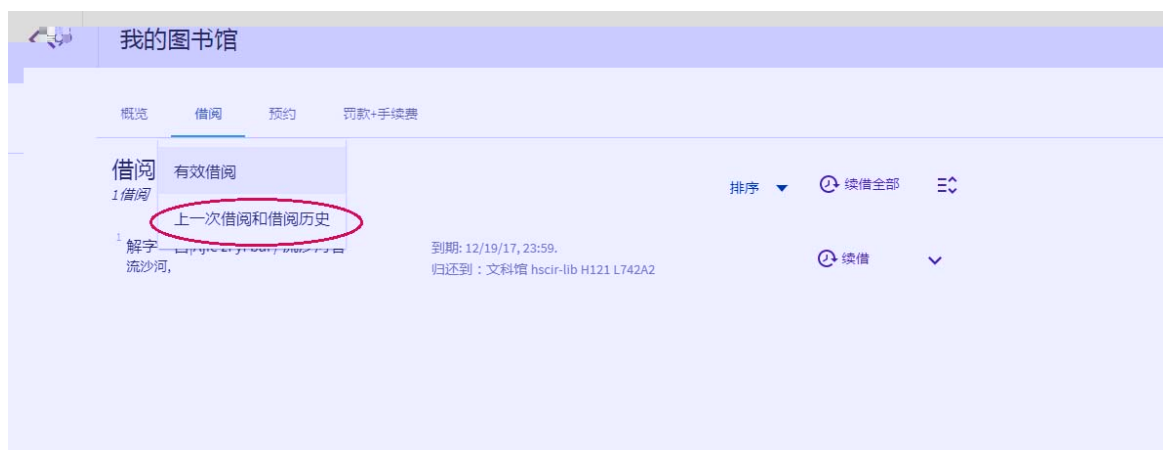 我的图书馆
概览 借阅 预约 罚款+手续费
借阅
1借阅
有效借阅
上一次借阅和借阅历史
排序 续借全部
1 解字
流沙河,
到期: 12/19/17, 23:59.
归还到：文科馆 hscir-lib H121 L742A2
续借